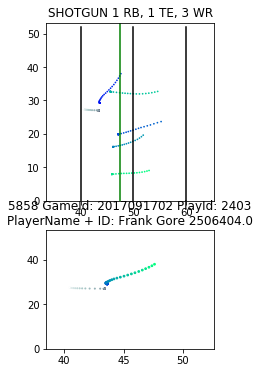 SHOTGUN 1 RB, 1 TE, 3 WR
50
40
30
20
10
0
40 50 60
5858 GameId: 2017091702 PlayId: 2403
PlayerName + ID: Frank Gore 2506404.0
40
20
0
40 45 50